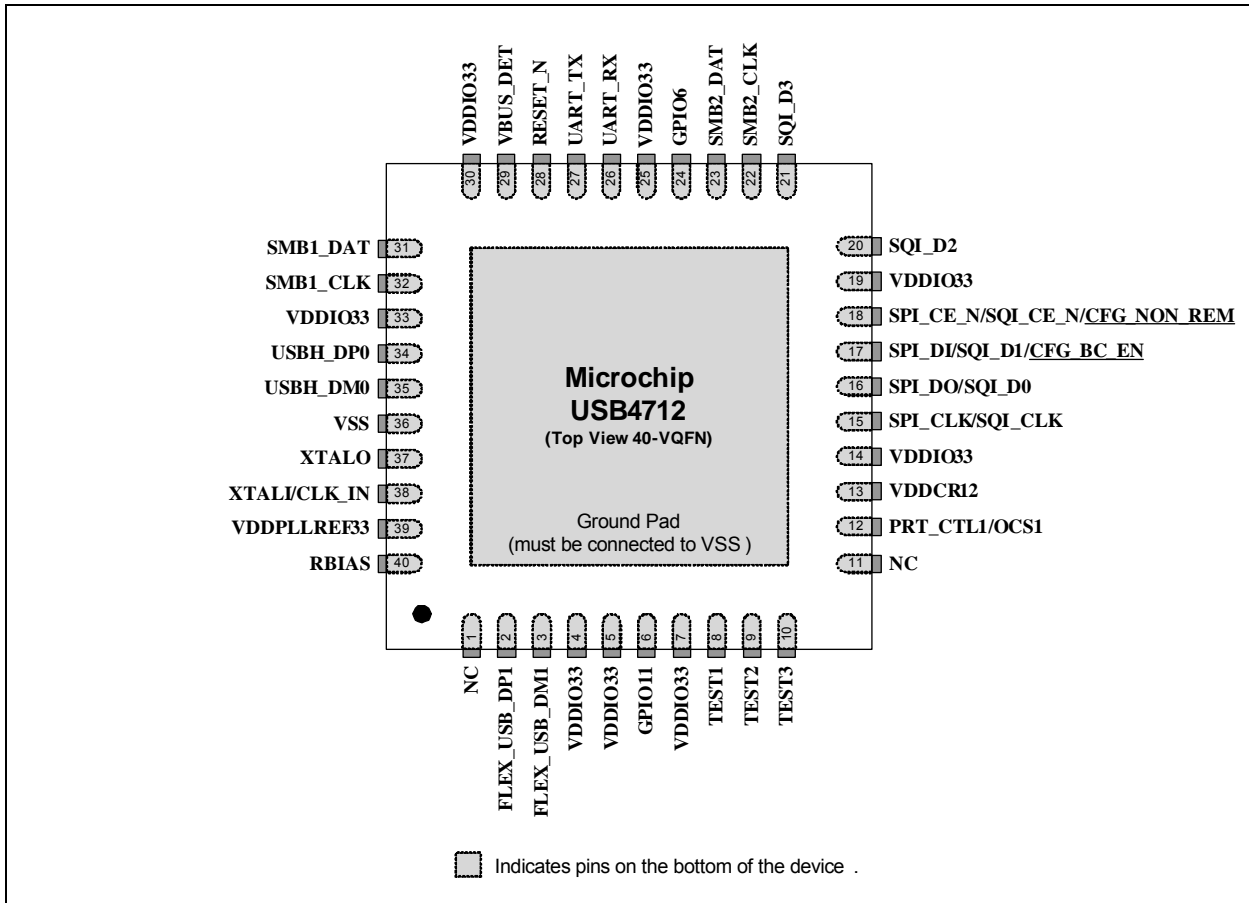 VDDIO33
VBUS_DET
RESET_N
UART_TX
UART_RX
VDDIO33
GPIO6
SMB2_DAT
SMB2_CLK
SQI_D3
30
29
28
27
26
25
24
23
22
21
SMB1_DAT 31
SMB1_CLK 32
VDDIO33 33
USBH_DP0 34
USBH_DM0 35
VSS 36
XTALO 37
XTALI/CLK_IN 38
VDDPLLREF33 39
RBIAS 40
Microchip
USB4712
(Top View 40-VQFN)
Ground Pad
(must be connected to VSS )
20 SQI_D2
19 VDDIO33
18 SPI_CE_N/SQI_CE_N/CFG_NON_REM
17 SPI_DI/SQI_D1/CFG_BC_EN
16 SPI_DO/SQI_D0
15 SPI_CLK/SQI_CLK
14 VDDIO33
13 VDDCR12
12 PRT_CTL1/OCS1
11 NC
1
2
3
4
5
6
7
8
9
10
NC
FLEX_USB_DP1
FLEX_USB_DM1
VDDIO33
VDDIO33
GPIO11
VDDIO33
TEST1
TEST2
TEST3
Indicates pins on the bottom of the device .